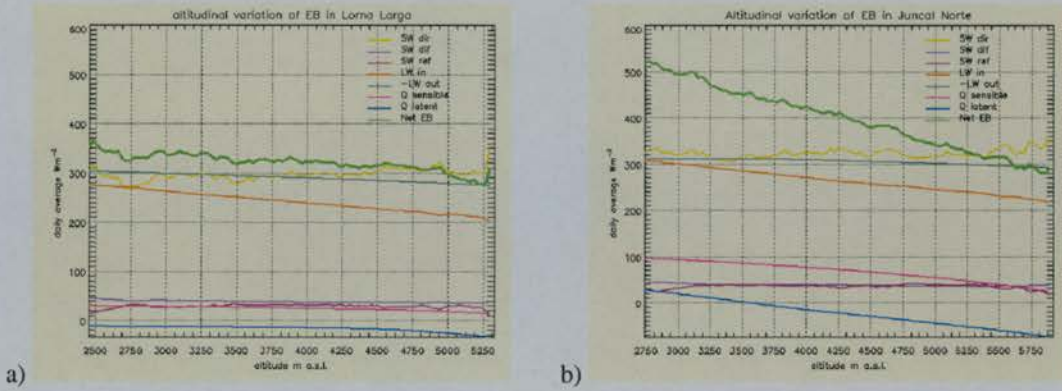 altitudinal variation of EB in Loma Larga
600
500
400
300
200
100
0
daily average Wm⁻²
SW dir
SW dif
SW ref
LW in
-LW out
Q sensible
Q latent
Net EB
2500 2750 3000 3250 3500 3750 4000 4250 4500 4750 5000 5250
altitude m a.s.l.
a)
Altitudinal variation of EB in Juncal Norte
600
500
400
300
200
100
0
daily average Wm⁻²
SW dir
SW dif
SW ref
LW in
-LW out
Q sensible
Q latent
Net EB
2750 3000 3250 3500 3750 4000 4250 4500 4750 5000 5250 5500 5750
altitude m a.s.l.
b)